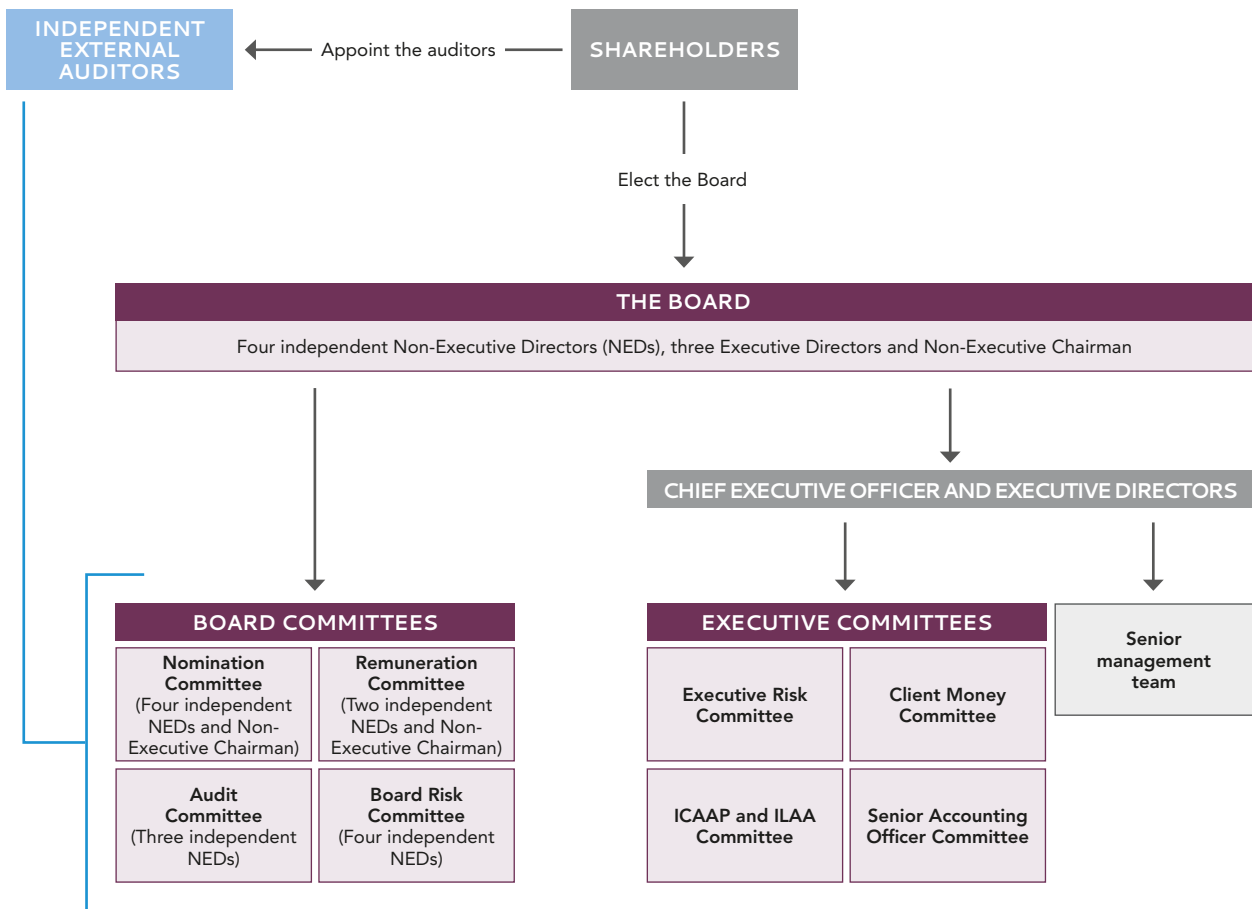 INDEPENDENT
EXTERNAL
AUDITORS
Appoint the auditors
SHAREHOLDERS
Elect the Board
THE BOARD
Four independent Non-Executive Directors (NEDs), three Executive Directors and Non-Executive Chairman
CHIEF EXECUTIVE OFFICER AND EXECUTIVE DIRECTORS
BOARD COMMITTEES
Nomination
Committee
(Four independent
NEDs and Non-
Executive Chairman)
Remuneration
Committee
(Two independent
NEDs and Non-
Executive Chairman)
Audit
Committee
(Three independent
NEDs)
Board Risk
Committee
(Four independent
NEDs)
EXECUTIVE COMMITTEES
Executive Risk
Committee
Client Money
Committee
ICAAP and ILAA
Committee
Senior Accounting
Officer Committee
Senior
management
team